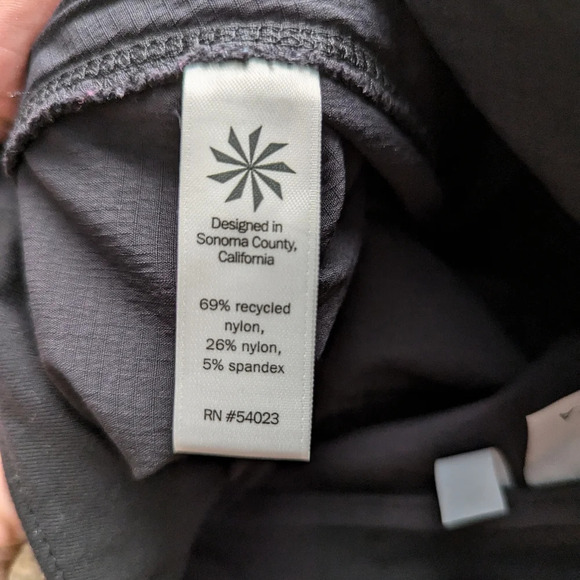 Designed in
Sonoma County,
California
69% recycled
nylon,
26% nylon,
5% spandex
RN #54023